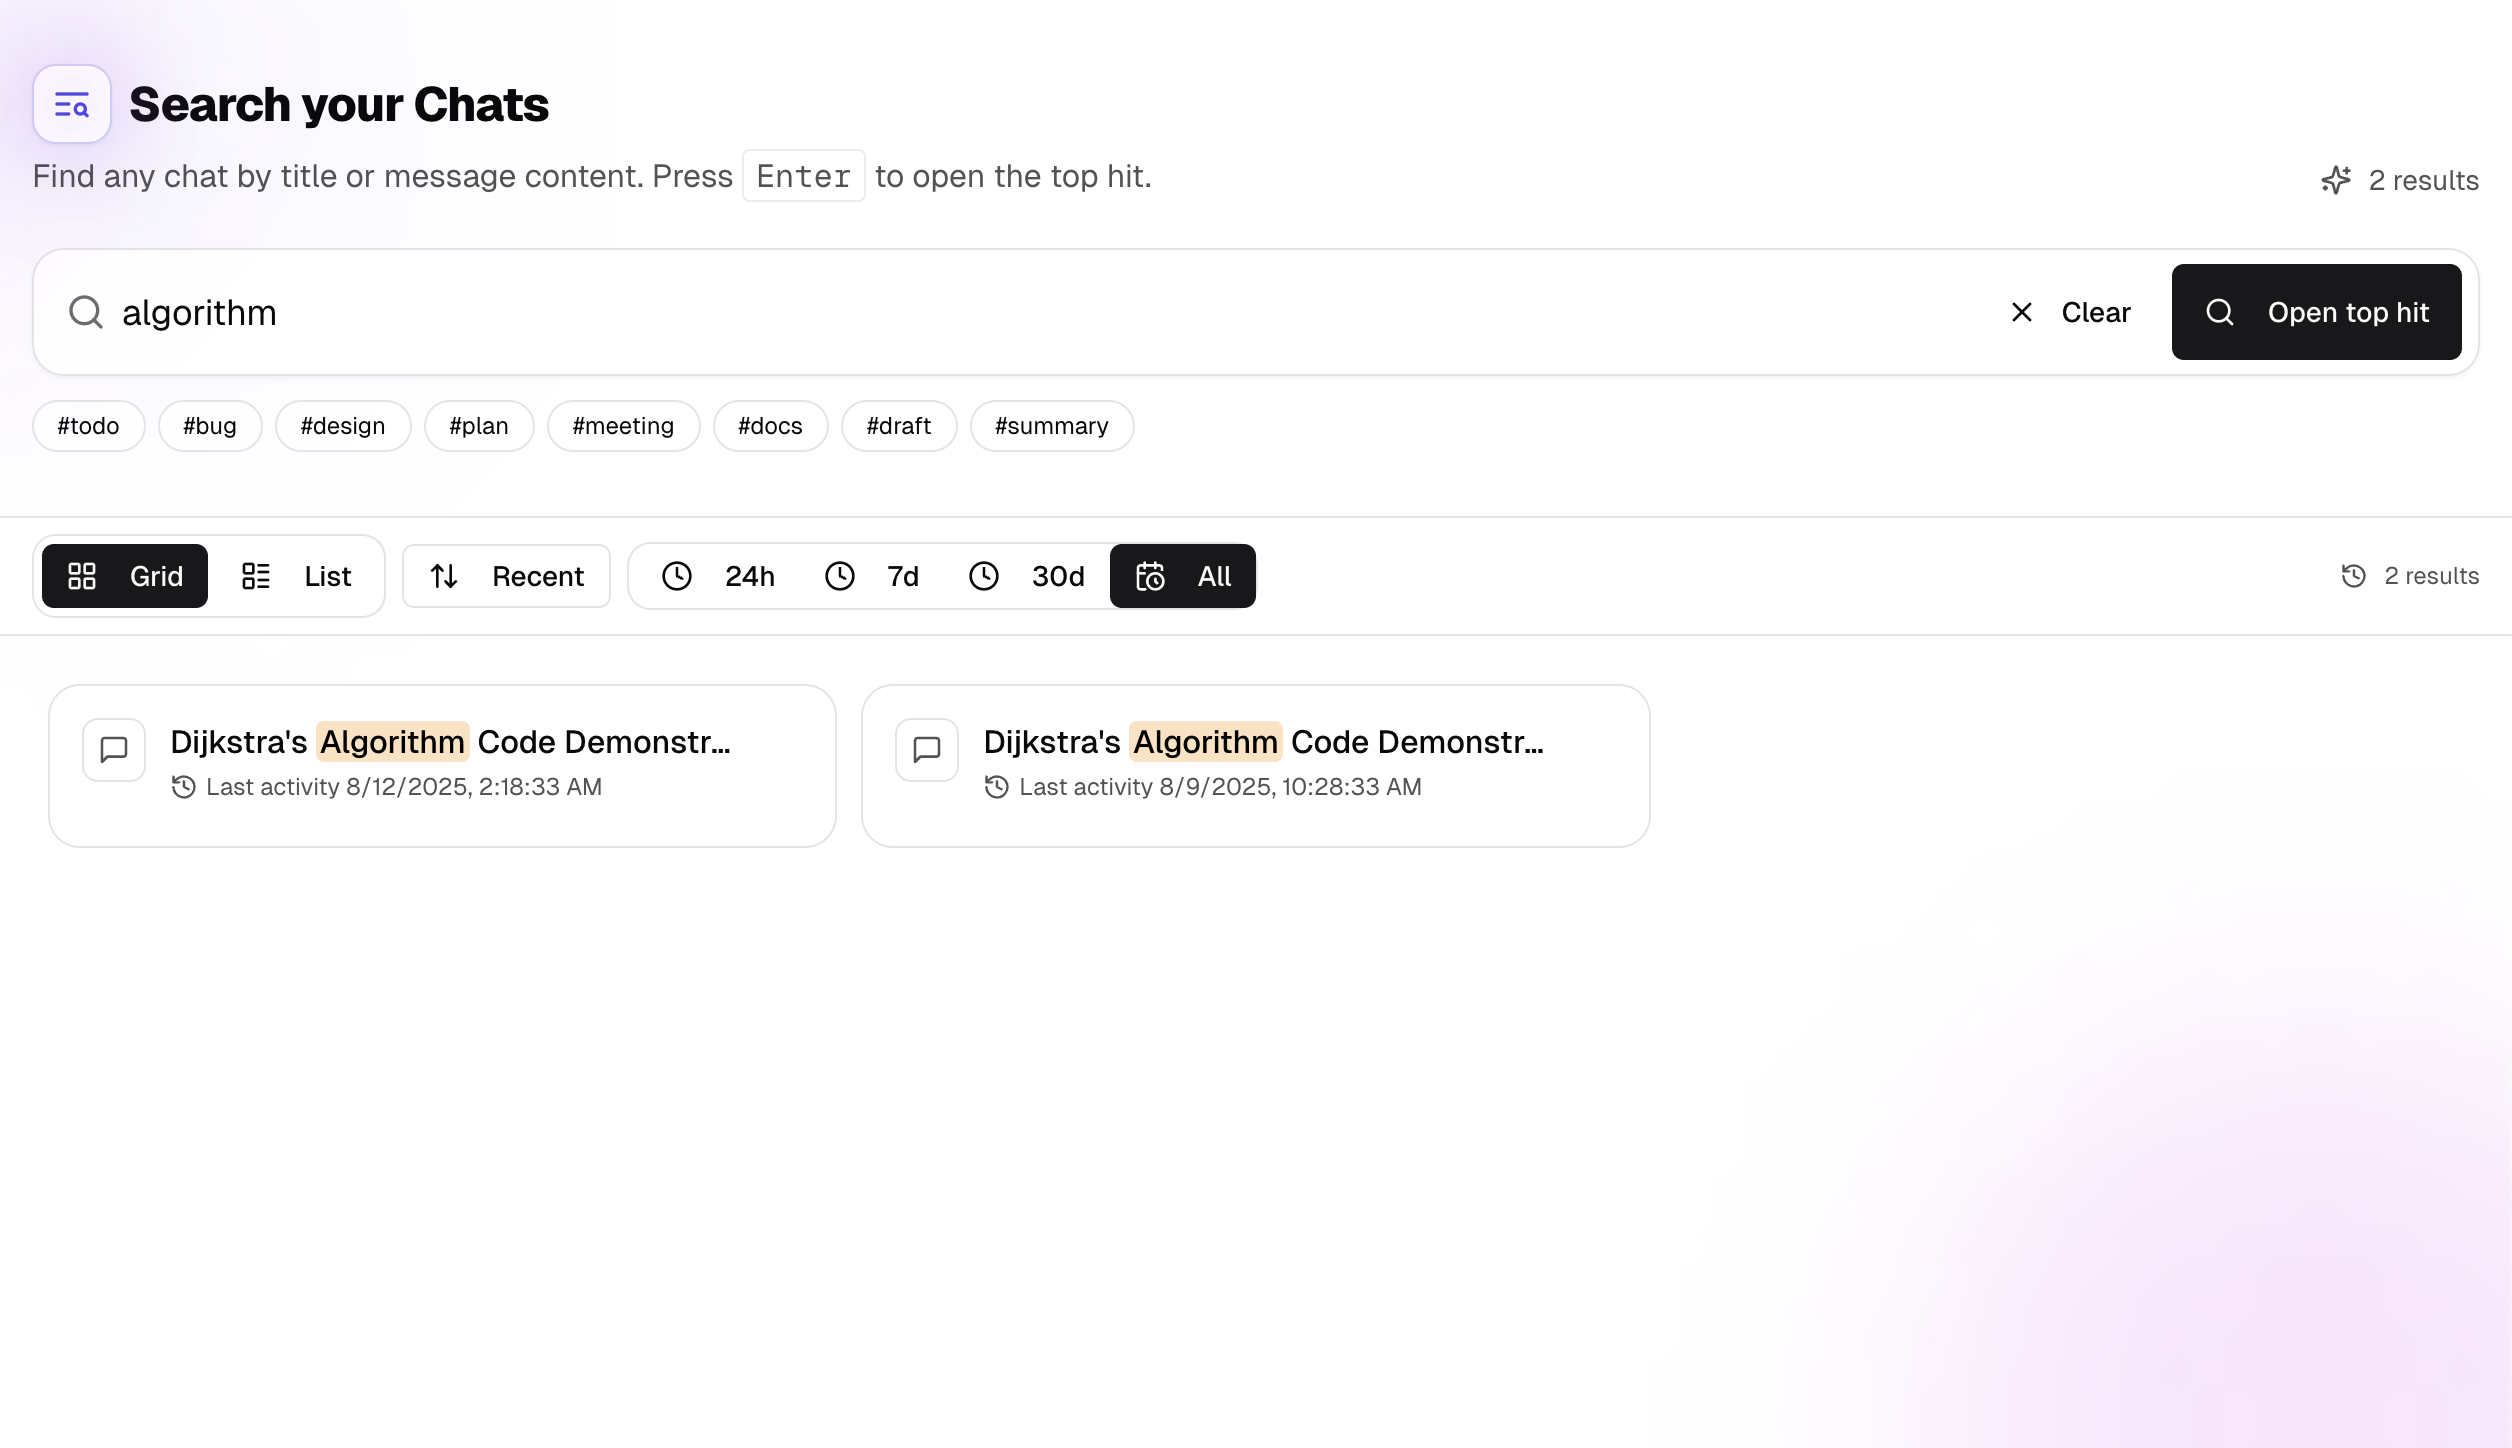 Search your Chats
Find any chat by title or message content. Press Enter to open the top hit.
2 results
algorithm
Clear
Open top hit
#todo
#bug
#design
#plan
#meeting
#docs
#draft
#summary
Grid
List
Recent
24h
7d
30d
All
2 results
Dijkstra's Algorithm Code Demonstr...
Last activity 8/12/2025, 2:18:33 AM
Dijkstra's Algorithm Code Demonstr...
Last activity 8/9/2025, 10:28:33 AM